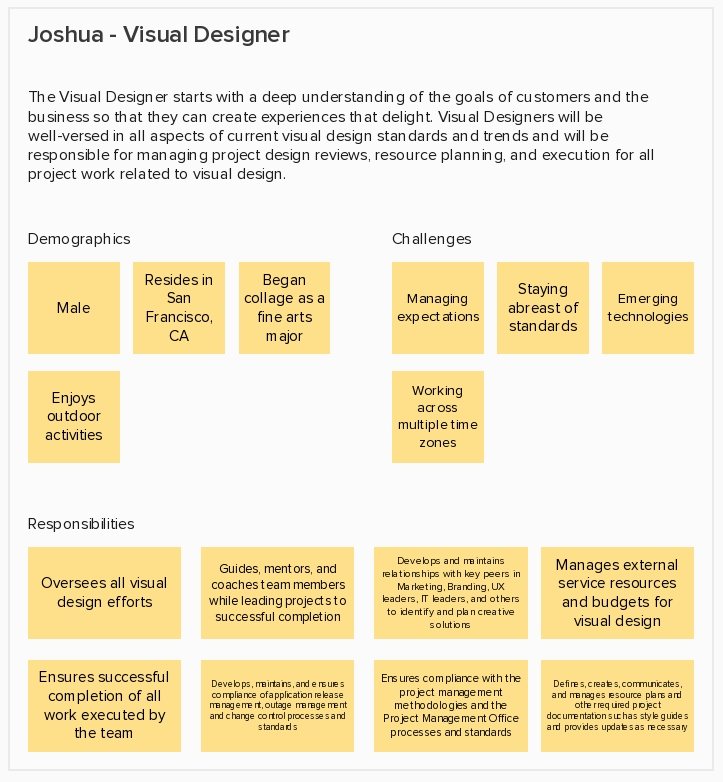 Joshua - Visual Designer
The Visual Designer starts with a deep understanding of the goals of customers and the
business so that they can create experiences that delight. Visual Designers will be
well-versed in all aspects of current visual design standards and trends and will be
responsible for managing project design reviews, resource planning, and execution for all
project work related to visual design.
Demographics
Male
Resides in
San
Francisco,
CA
Began
collage as a
fine arts
major
Enjoys
outdoor
activities
Challenges
Managing
expectations
Staying
abreast of
standards
Emerging
technologies
Working
across
multiple time
zones
Responsibilities
Oversees all visual
design efforts
Guides, mentors, and
coaches team members
while leading projects to
successful completion
Develops and maintains
relationships with key peers in
Marketing, Branding, UX
leaders, IT leaders, and others
to identify and plan creative
solutions
Manages external
service resources
and budgets for
visual design
Ensures successful
completion of all
work executed by
the team
Develops, maintains, and ensures
compliance of application release
management, outage management
and change control processes and
standards
Ensures compliance with the
project management
methodologies and the
Project Management Office
processes and standards
Defines, creates, communicates,
and manages resource plans and
otherrequired project
documentation such as style guides
and provides updates as necessary